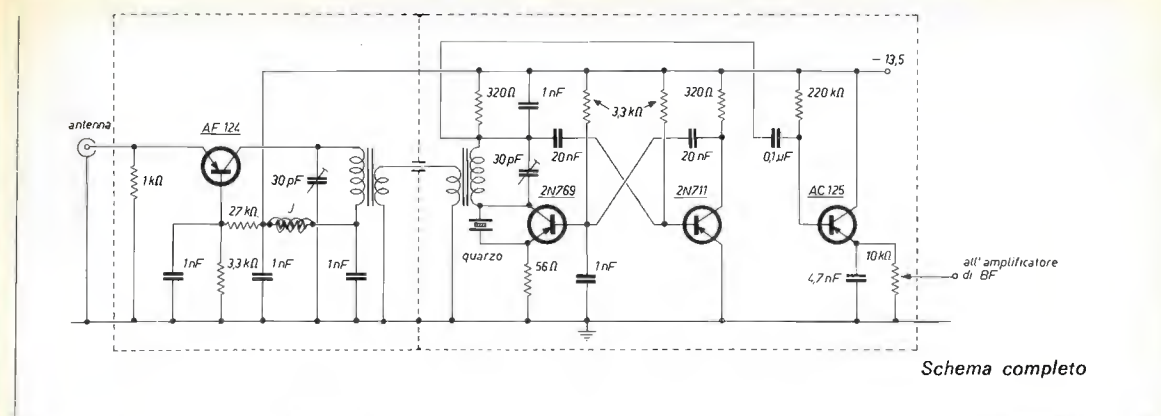 antenna
AF 124
1kΩ
30pF
27kΩ
J
1nF
3,3kΩ
1nF
1nF
320Ω
1nF
3,3kΩ
320Ω
220 kΩ
- 13,5
20nF
20nF
0,1µF
30pF
2N769
2N711
AC 125
quarzo
56Ω
1nF
4,7nF
10kΩ
all'amplificatore
di BF
Schema completo